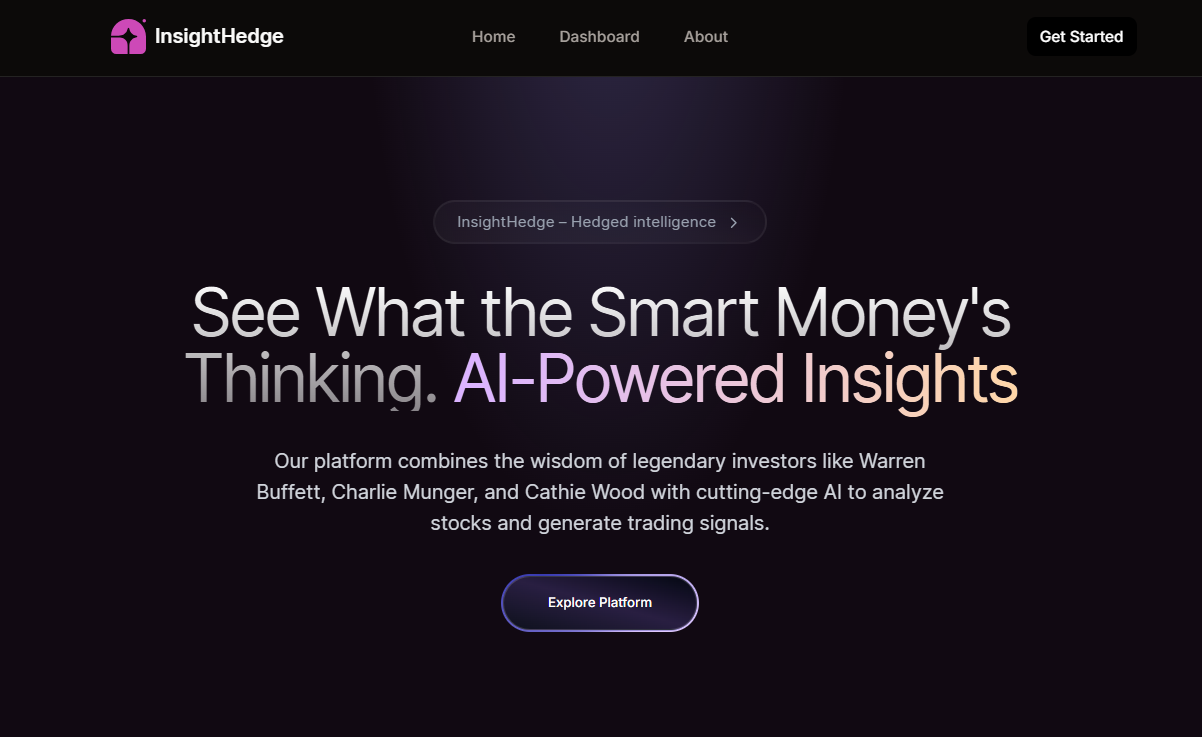 InsightHedge
Home
Dashboard
About
Get Started
InsightHedge – Hedged intelligence
See What the Smart Money's
Thinking. AI-Powered Insights
Our platform combines the wisdom of legendary investors like Warren
Buffett, Charlie Munger, and Cathie Wood with cutting-edge AI to analyze
stocks and generate trading signals.
Explore Platform